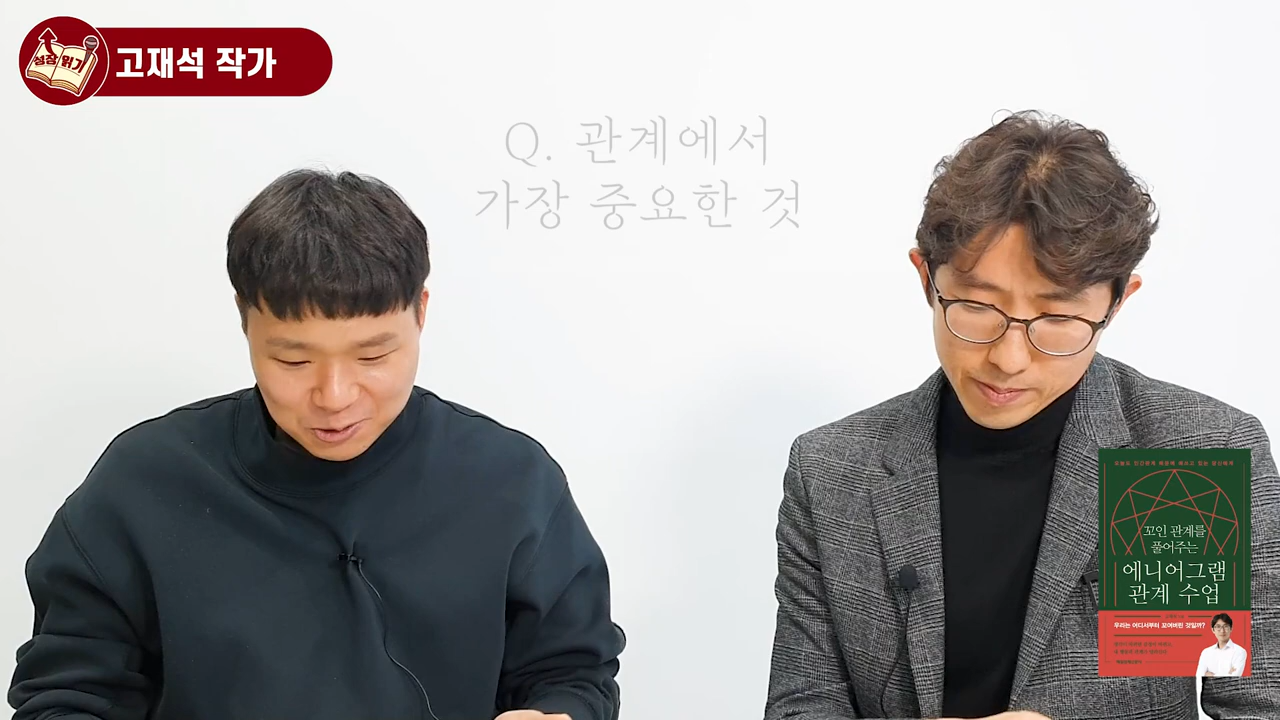 성장 읽기
고재석 작가
Q. 관계에서
가장 중요한 것
꼬인 관계를
풀어주는
에니어그램
관계 수업
우리는 어디서부터 꼬여버린 것일까?